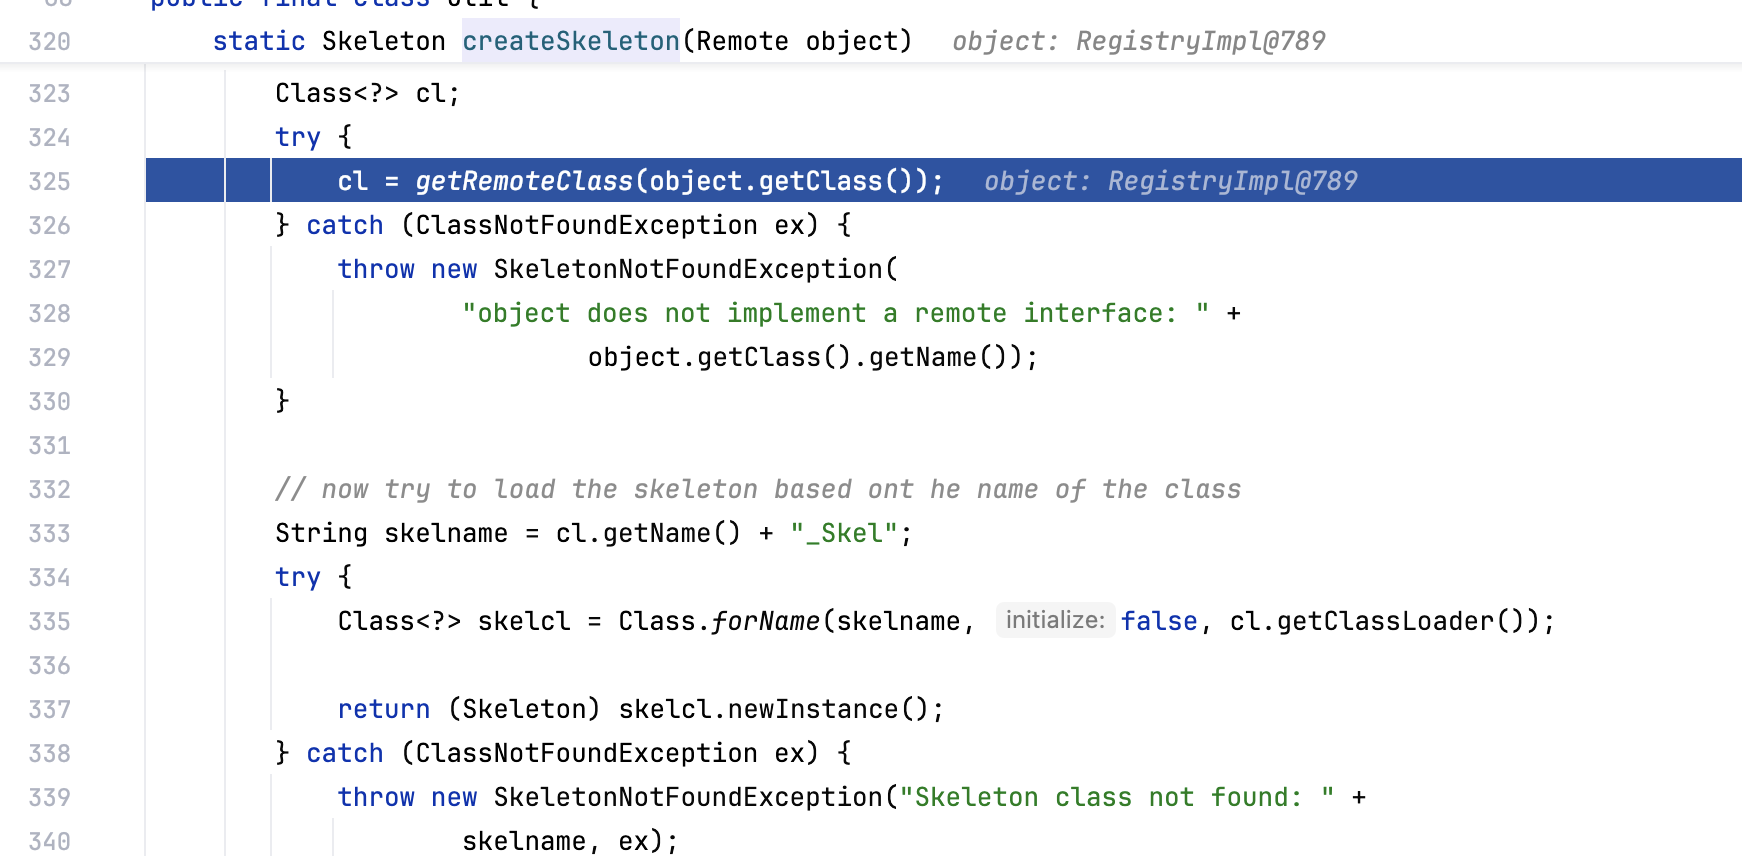 public final class Util {
320 static Skeleton createSkeleton(Remote object) object: RegistryImpl@789
323 Class<?> cl;
324 try {
325 cl = getRemoteClass(object.getClass()); object: RegistryImpl@789
326 } catch (ClassNotFoundException ex) {
327 throw new SkeletonNotFoundException(
328 "object does not implement a remote interface: " +
329 object.getClass().getName());
330 }
331
332 // now try to load the skeleton based ont he name of the class
333 String skelname = cl.getName() + "_Skel";
334 try {
335 Class<?> skelcl = Class.forName(skelname, initialize: false, cl.getClassLoader());
336
337 return (Skeleton) skelcl.newInstance();
338 } catch (ClassNotFoundException ex) {
339 throw new SkeletonNotFoundException("Skeleton class not found: " +
340 skelname, ex);